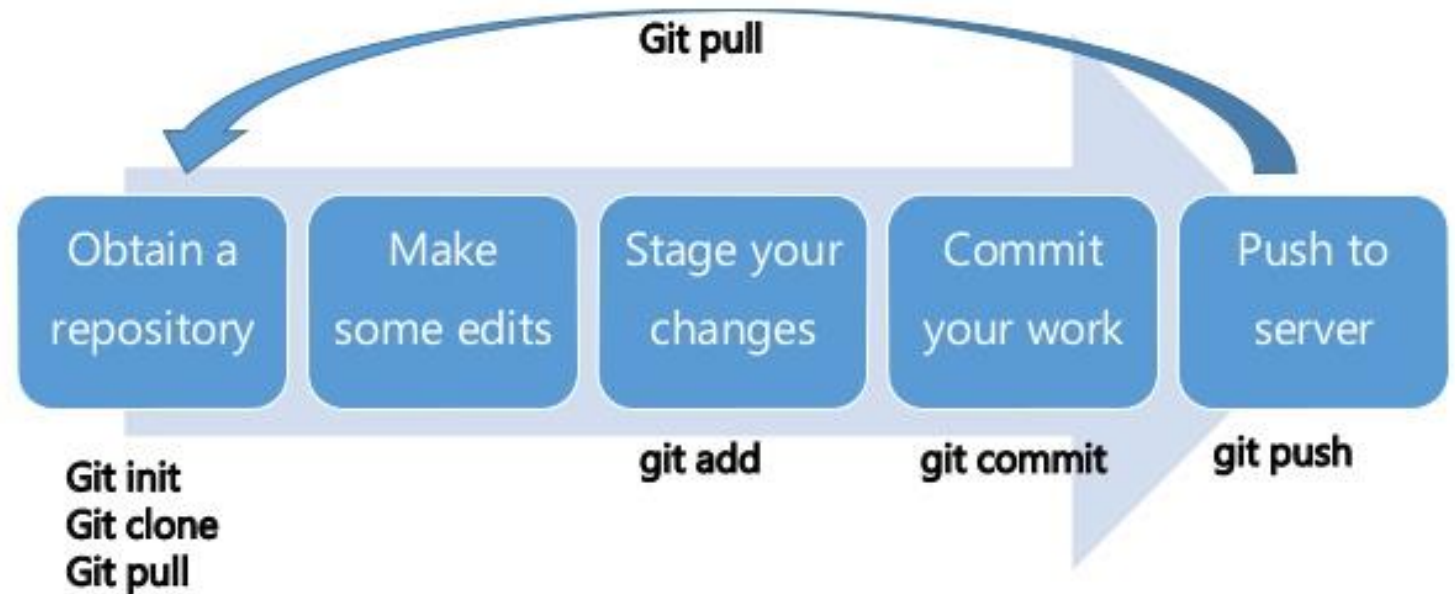 Git pull
Obtain a
repository
Make
some edits
Stage your
changes
Commit
your work
Push to
server
Git init
Git clone
Git pull
git add
git commit
git push